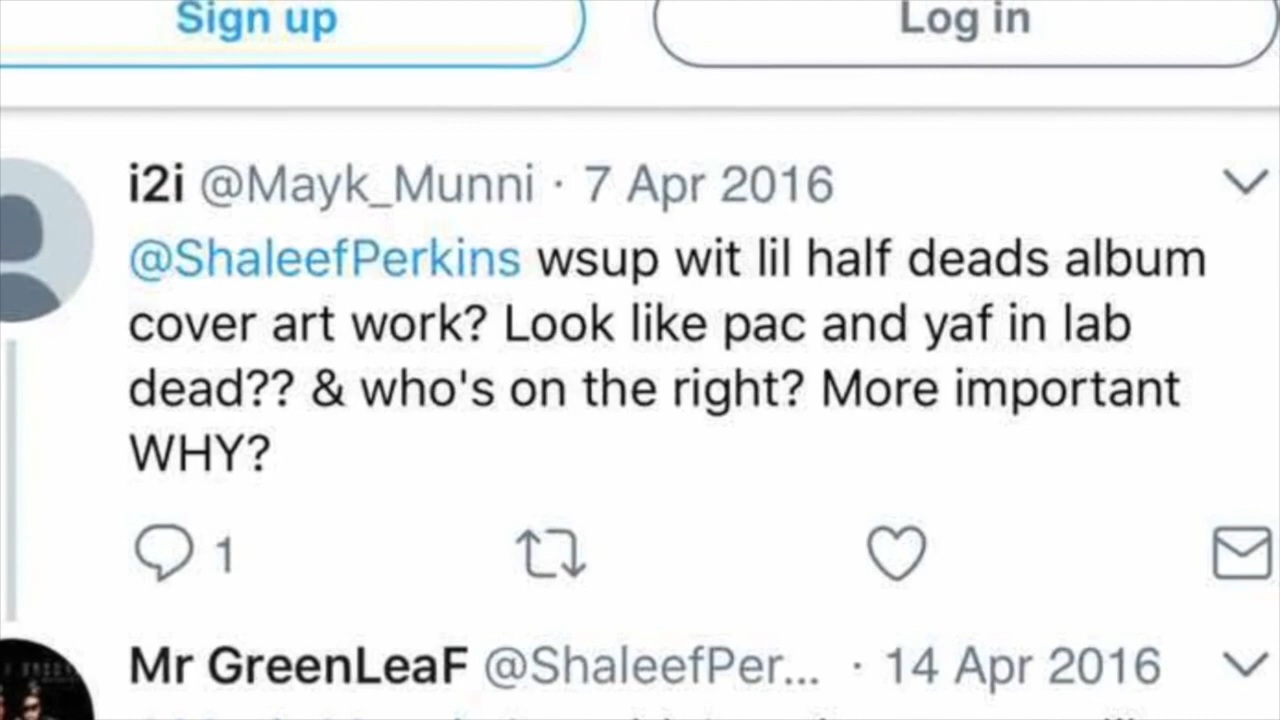 Sign up Log in
i2i @Mayk_Munni · 7 Apr 2016
@ShaleefPerkins wsup wit lil half deads album
cover art work? Look like pac and yaf in lab
dead?? & who's on the right? More important
WHY?
1
Mr GreenLeaF @ShaleefPer... · 14 Apr 2016